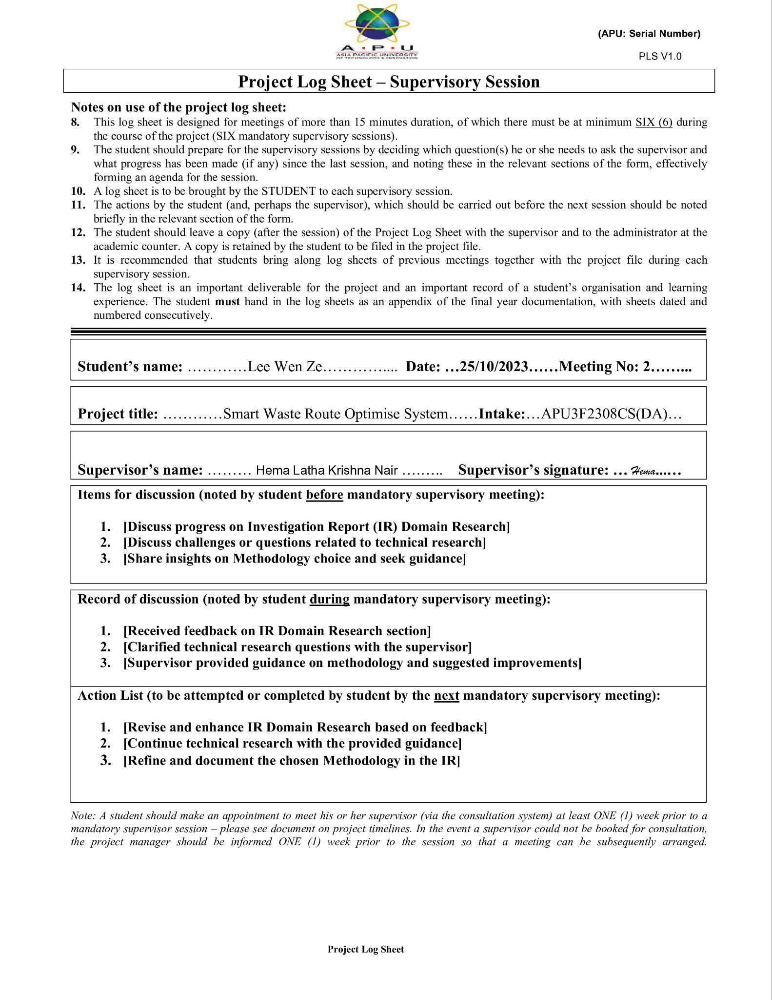 A • P • U
ASIA PACIFIC UNIVERSITY
OF TECHNOLOGY & INNOVATION
(APU: Serial Number)
PLS V1.0
Project Log Sheet – Supervisory Session
Notes on use of the project log sheet:
8. This log sheet is designed for meetings of more than 15 minutes duration, of which there must be at minimum SIX (6) during
the course of the project (SIX mandatory supervisory sessions).
9. The student should prepare for the supervisory sessions by deciding which question(s) he or she needs to ask the supervisor and
what progress has been made (if any) since the last session, and noting these in the relevant sections of the form, effectively
forming an agenda for the session.
10. A log sheet is to be brought by the STUDENT to each supervisory session.
11. The actions by the student (and, perhaps the supervisor), which should be carried out before the next session should be noted
briefly in the relevant section of the form.
12. The student should leave a copy (after the session) of the Project Log Sheet with the supervisor and to the administrator at the
academic counter. A copy is retained by the student to be filed in the project file.
13. It is recommended that students bring along log sheets of previous meetings together with the project file during each
supervisory session.
14. The log sheet is an important deliverable for the project and an important record of a student’s organisation and learning
experience. The student must hand in the log sheets as an appendix of the final year documentation, with sheets dated and
numbered consecutively.
Student’s name: …………Lee Wen Ze………….... Date: …25/10/2023……Meeting No: 2……...
Project title: …………Smart Waste Route Optimise System……Intake:…APU3F2308CS(DA)…
Supervisor’s name: ……… Hema Latha Krishna Nair …….. Supervisor’s signature: … Hema...…
Items for discussion (noted by student before mandatory supervisory meeting):
1. [Discuss progress on Investigation Report (IR) Domain Research]
2. [Discuss challenges or questions related to technical research]
3. [Share insights on Methodology choice and seek guidance]
Record of discussion (noted by student during mandatory supervisory meeting):
1. [Received feedback on IR Domain Research section]
2. [Clarified technical research questions with the supervisor]
3. [Supervisor provided guidance on methodology and suggested improvements]
Action List (to be attempted or completed by student by the next mandatory supervisory meeting):
1. [Revise and enhance IR Domain Research based on feedback]
2. [Continue technical research with the provided guidance]
3. [Refine and document the chosen Methodology in the IR]
Note: A student should make an appointment to meet his or her supervisor (via the consultation system) at least ONE (1) week prior to a
mandatory supervisor session – please see document on project timelines. In the event a supervisor could not be booked for consultation,
the project manager should be informed ONE (1) week prior to the session so that a meeting can be subsequently arranged.
Project Log Sheet